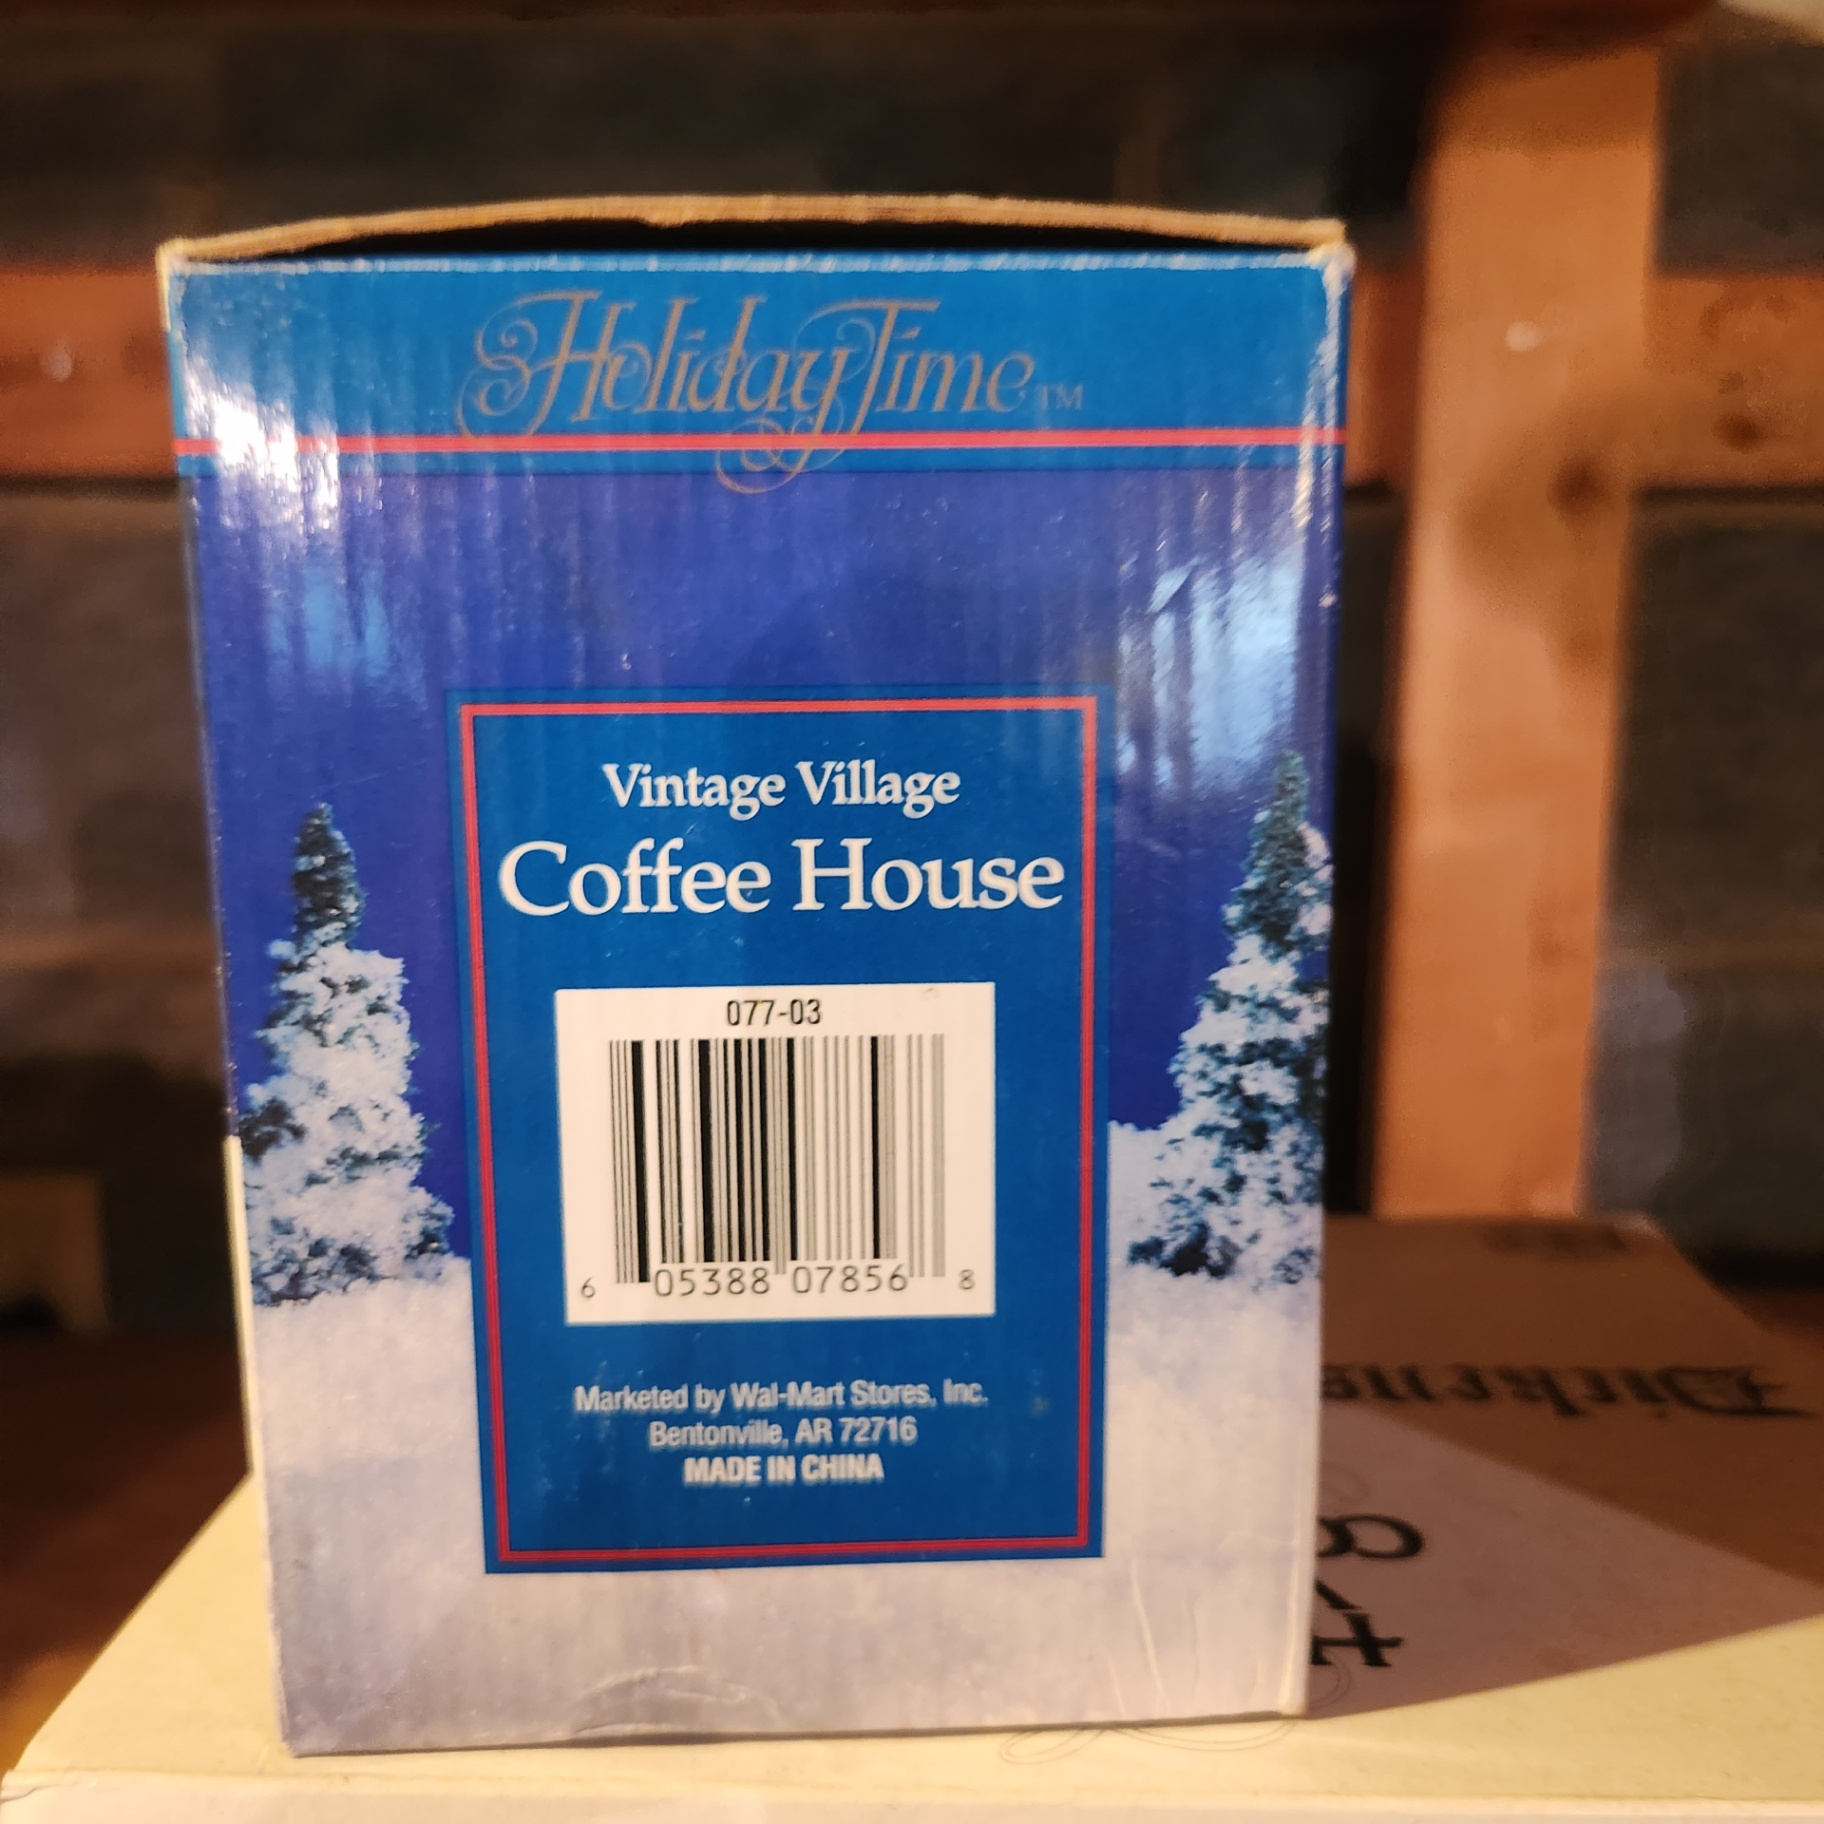 HolidayTime™
Vintage Village
Coffee House
077-03
6 05388 07856 8
Marketed by Wal-Mart Stores, Inc.
Bentonville, AR 72716
MADE IN CHINA
Dickens